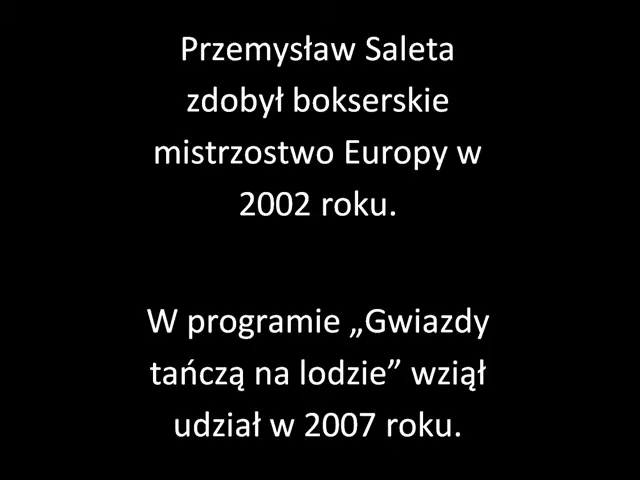 Przemysław Saleta
zdobył bokserskie
mistrzostwo Europy w
2002 roku.
W programie „Gwiazdy
tańczą na lodzie” wziął
udział w 2007 roku.